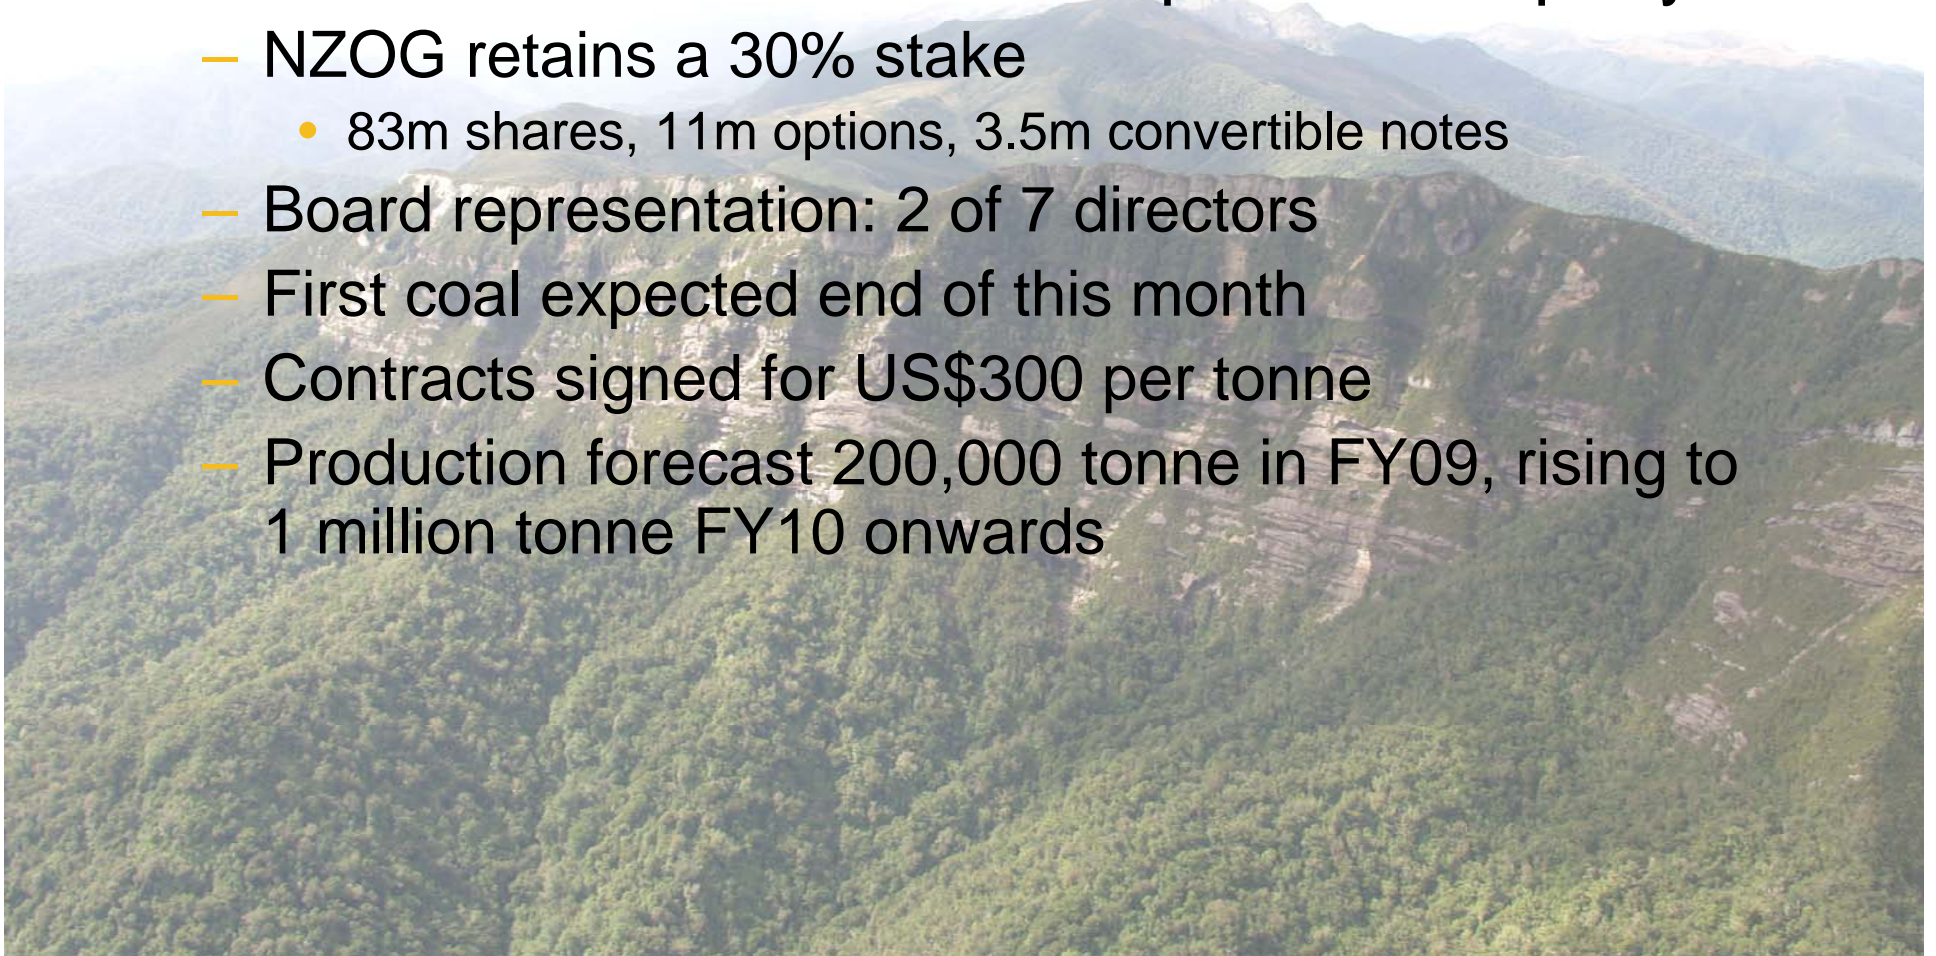 – NZOG retains a 30% stake
• 83m shares, 11m options, 3.5m convertible notes
– Board representation: 2 of 7 directors
– First coal expected end of this month
– Contracts signed for US$300 per tonne
– Production forecast 200,000 tonne in FY09, rising to
1 million tonne FY10 onwards